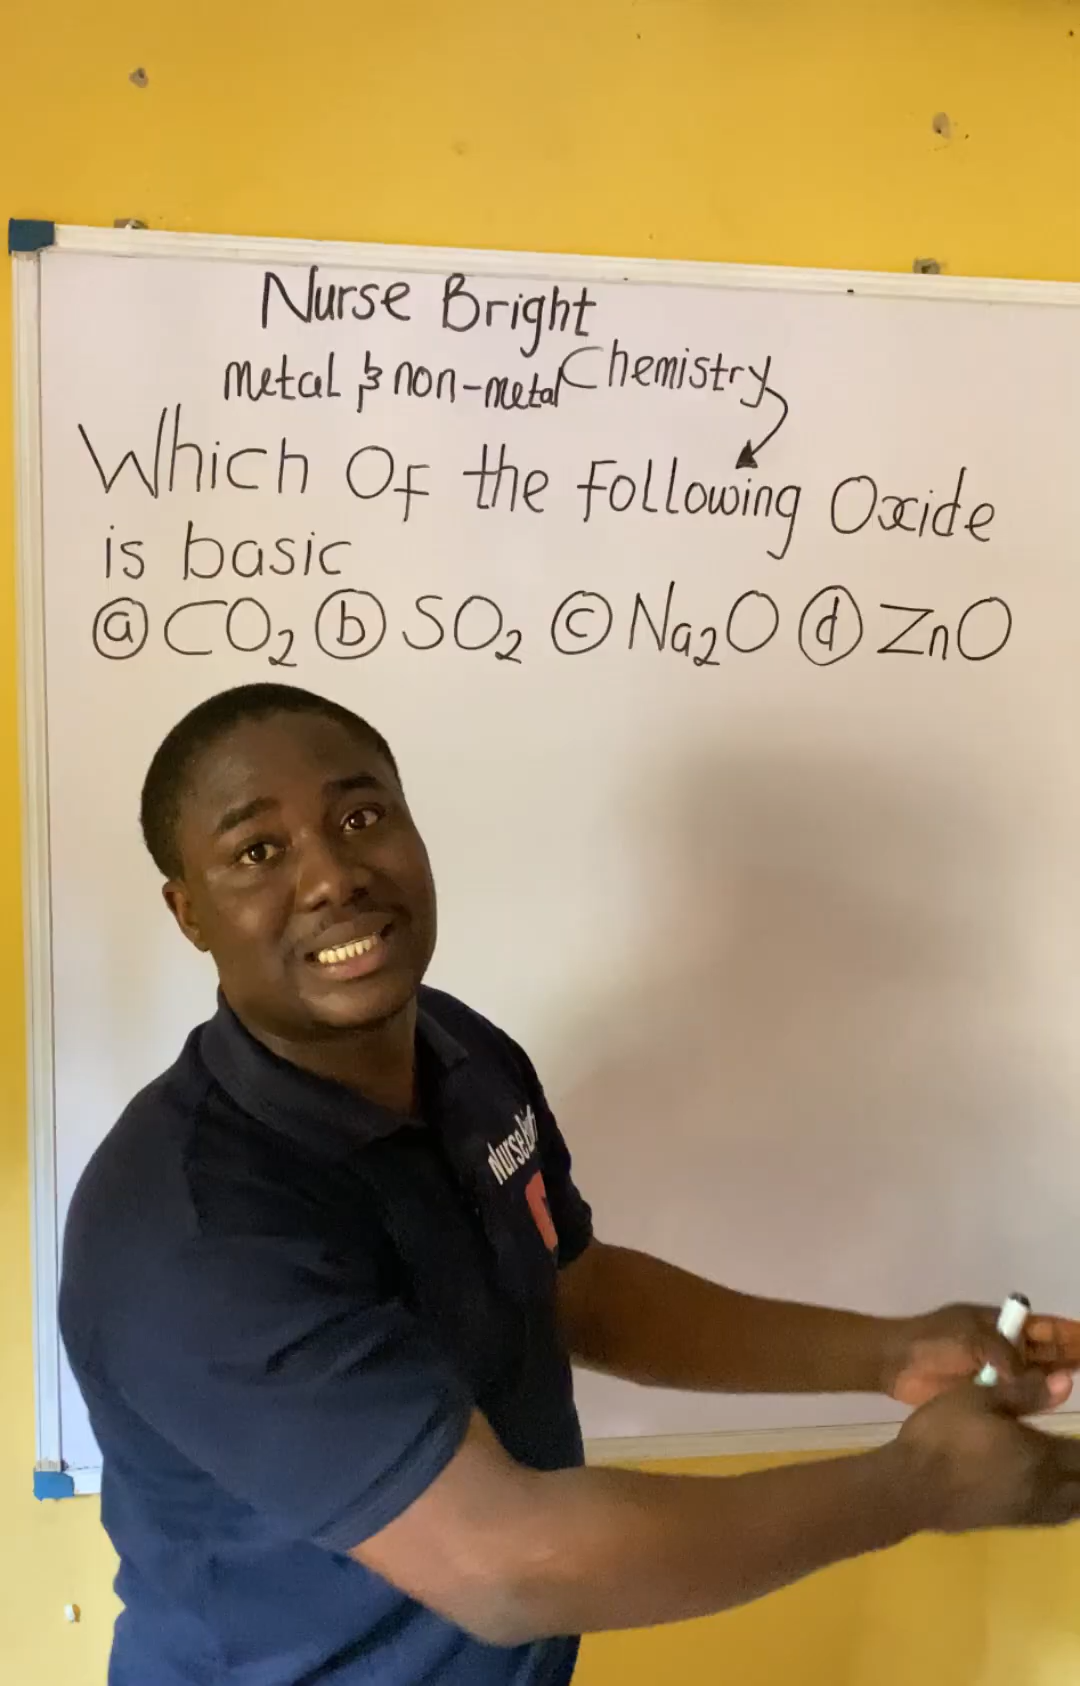 Nurse Bright
metal & non-metal Chemistry
Which Of the Following Oxide
is basic
ⓐ CO₂ ⓑ SO₂ ⓒ Na₂O ⓓ ZnO